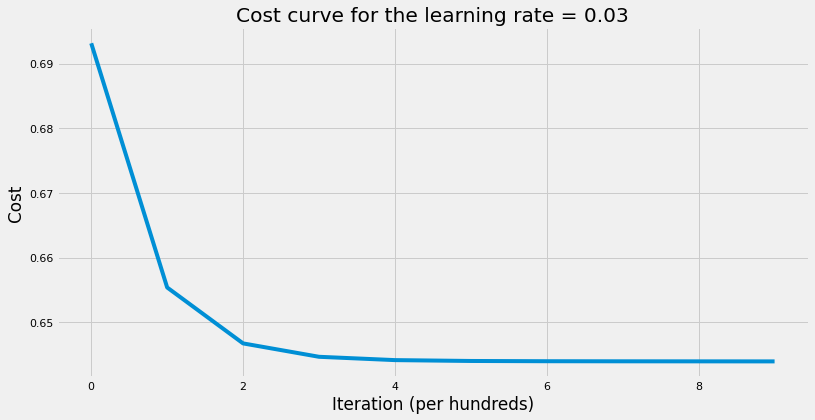 Cost curve for the learning rate = 0.03
Cost
0.69
0.68
0.67
0.66
0.65
0 2 4 6 8
Iteration (per hundreds)